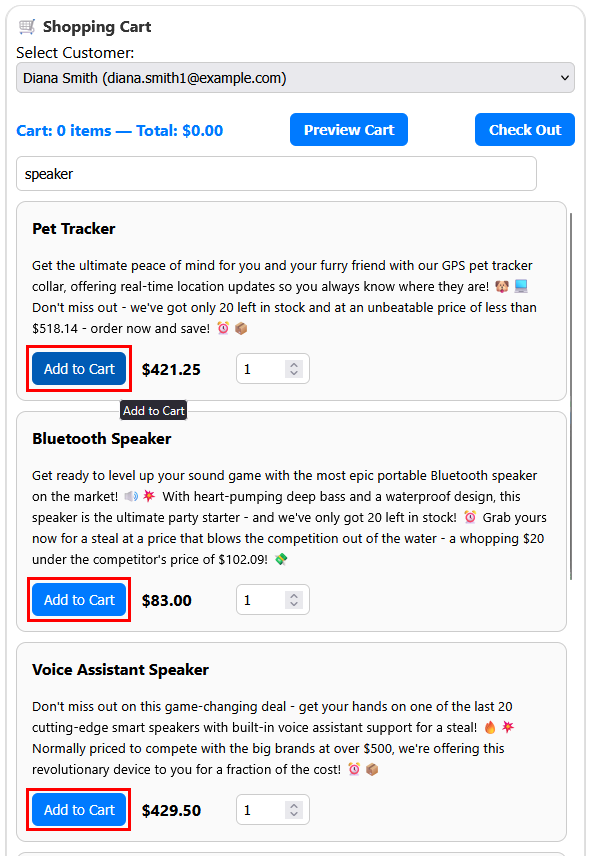 🛒 Shopping Cart
Select Customer:
Diana Smith (diana.smith1@example.com)
Cart: 0 items — Total: $0.00 Preview Cart Check Out
speaker
Pet Tracker
Get the ultimate peace of mind for you and your furry friend with our GPS pet tracker
collar, offering real-time location updates so you always know where they are! 🐶 💻
Don't miss out - we've got only 20 left in stock and at an unbeatable price of less than
$518.14 - order now and save! ⏰ 📦
Add to Cart $421.25 1
Add to Cart
Bluetooth Speaker
Get ready to level up your sound game with the most epic portable Bluetooth speaker
on the market! 🔊 💥 With heart-pumping deep bass and a waterproof design, this
speaker is the ultimate party starter - and we've only got 20 left in stock! ⏰ Grab yours
now for a steal at a price that blows the competition out of the water - a whopping $20
under the competitor's price of $102.09! 💸
Add to Cart $83.00 1
Voice Assistant Speaker
Don't miss out on this game-changing deal - get your hands on one of the last 20
cutting-edge smart speakers with built-in voice assistant support for a steal! 🔥 💥
Normally priced to compete with the big brands at over $500, we're offering this
revolutionary device to you for a fraction of the cost! ⏰ 📦
Add to Cart $429.50 1